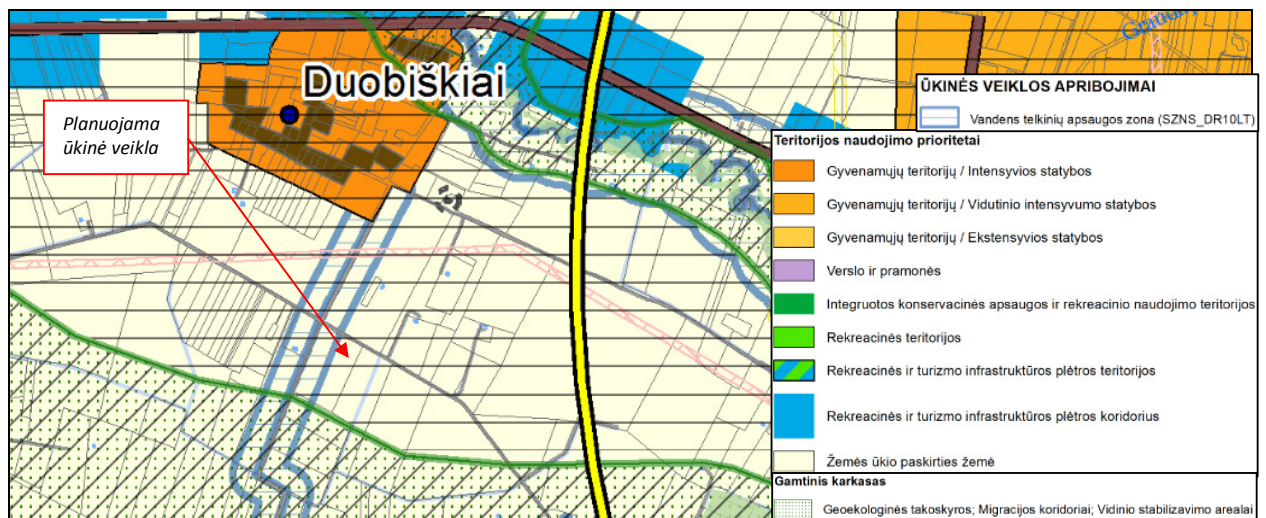 Duobiškiai
Planuojama
ūkinė veikla
ŪKINĖS VEIKLOS APRIBOJIMAI
Vandens telkinių apsaugos zona (SZNS_DR10LT)
Teritorijos naudojimo prioritetai
Gyvenamųjų teritorijų / Intensyvios statybos
Gyvenamųjų teritorijų / Vidutinio intensyvumo statybos
Gyvenamųjų teritorijų / Ekstensyvios statybos
Verslo ir pramonės
Integruotos konservacinės apsaugos ir rekreacinio naudojimo teritorijos
Rekreacinės teritorijos
Rekreacinės ir turizmo infrastruktūros plėtros teritorijos
Rekreacinės ir turizmo infrastruktūros plėtros koridorius
Žemės ūkio paskirties žemė
Gamtinis karkasas
Geoekologinės takoskyros; Migracijos koridoriai; Vidinio stabilizavimo arealai